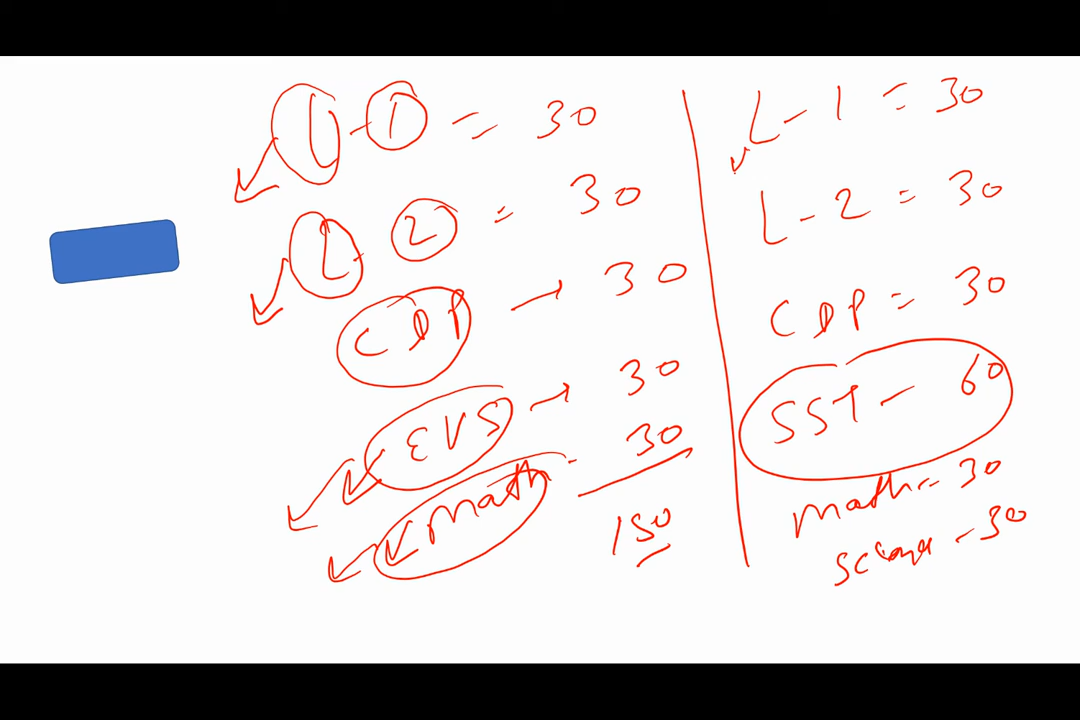 L - 1 = 30
L - 2 = 30
CDP → 30
EVS → 30
Math - 30
150
L - 1 = 30
L - 2 = 30
CDP = 30
SST - 60
Math = 30
Science - 30